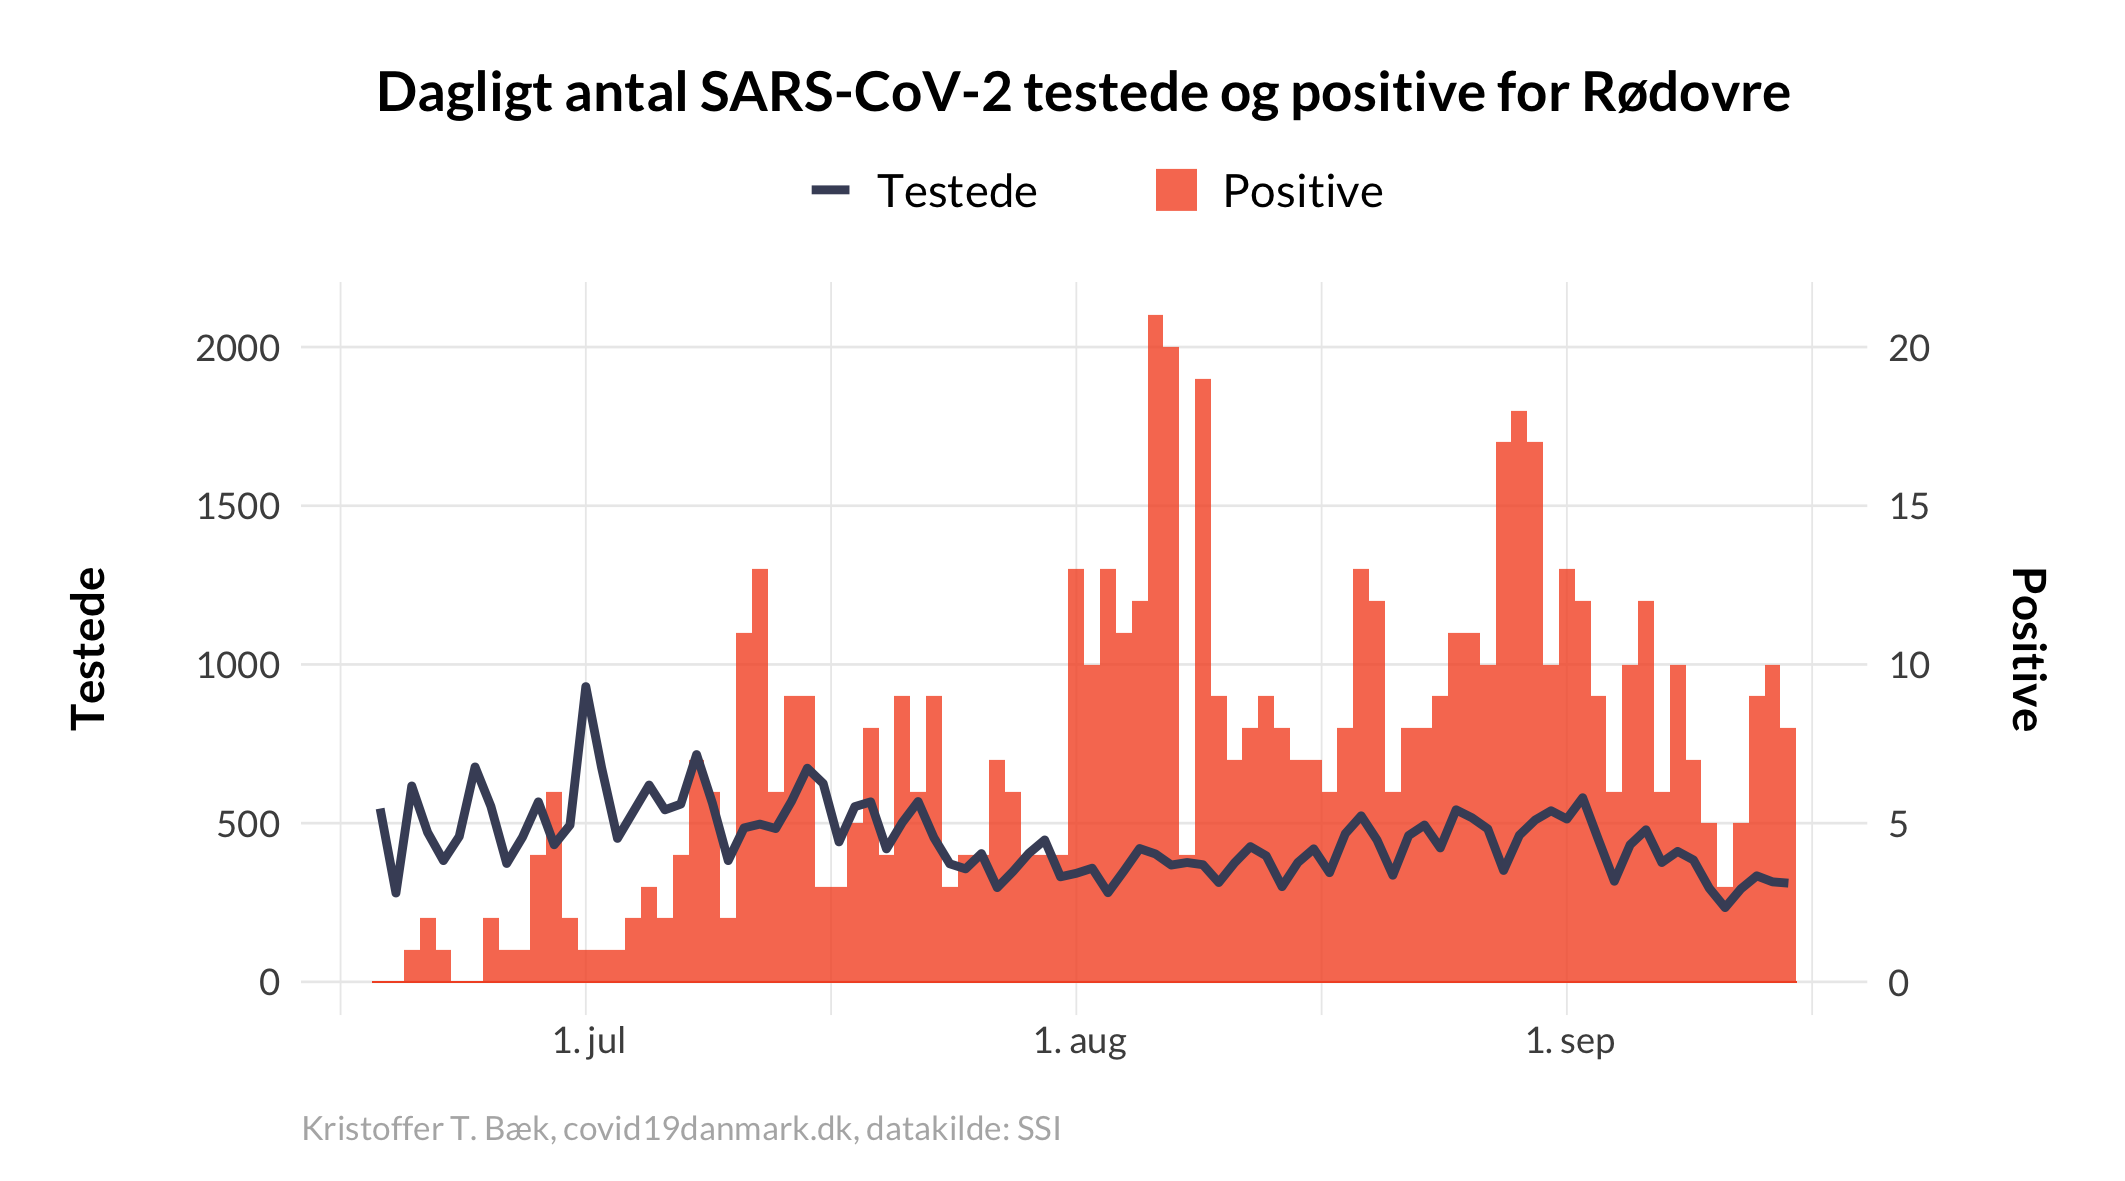 Dagligt antal SARS-CoV-2 testede og positive for Rødovre
Testede Positive
2000 20
1500 15
1000 10
500 5
0 0
Testede
Positive
1. jul 1. aug 1. sep
Kristoffer T. Bæk, covid19danmark.dk, datakilde: SSI